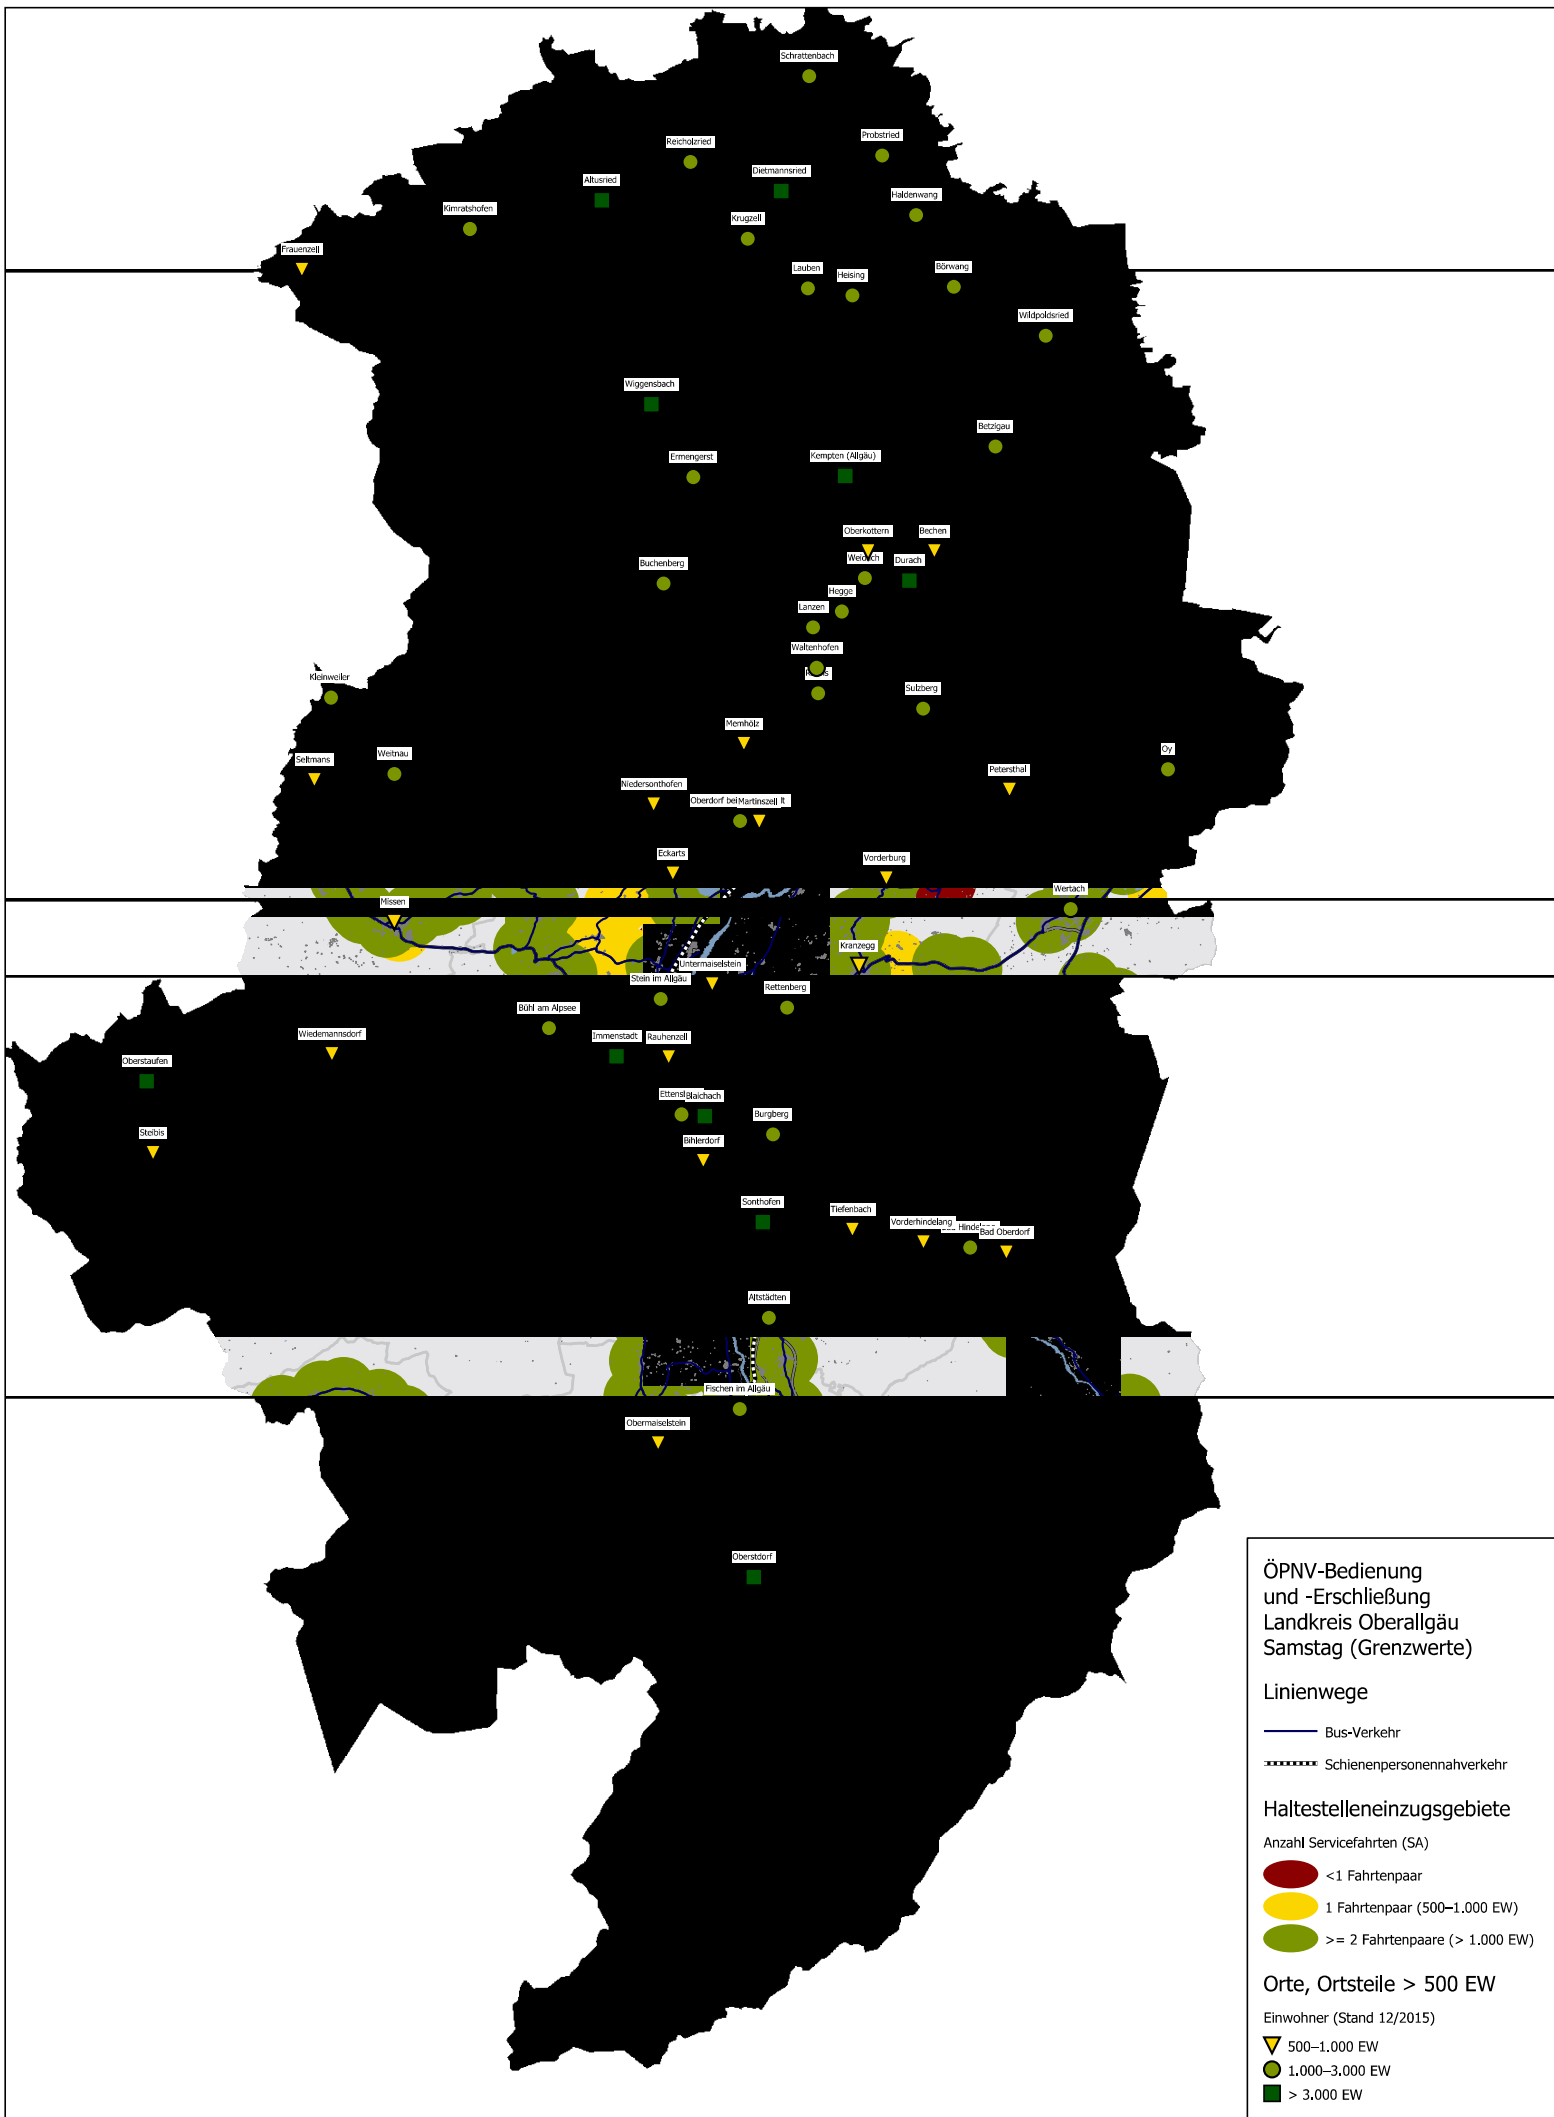 Schrattenbach
Probstried
Reicholzried
Dietmannsried
Altusried
Haldenwang
Kimratshofen
Krugzell
Frauenzell
Lauben
Heising
Börwang
Wildpoldsried
Wiggensbach
Betzigau
Ermengerst
Kempten (Allgäu)
Oberkottern
Bechen
Durach
Buchenberg
Hegge
Lanzen
Waltenhofen
Kleinweiler
Sulzberg
Memhölz
Oy
Weitnau
Seltmans
Petersthal
Niedersonthofen
Oberdorf bei
Martinszell
Eckarts
Vorderburg
Wertach
Missen
Kranzegg
Untermaiselstein
Stein im Allgäu
Rettenberg
Bühl am Alpsee
Wiedemannsdorf
Immenstadt
Rauhenzell
Oberstaufen
Blaichach
Burgberg
Steibis
Bihlerdorf
Sonthofen
Tiefenbach
Vorderhindelang
Bad Oberdorf
Altstädten
Fischen im Allgäu
Obermaiselstein
Oberstdorf
ÖPNV-Bedienung
und -Erschließung
Landkreis Oberallgäu
Samstag (Grenzwerte)
Linienwege
Bus-Verkehr
Schienenpersonennahverkehr
Haltestelleneinzugsgebiete
Anzahl Servicefahrten (SA)
<1 Fahrtenpaar
1 Fahrtenpaar (500–1.000 EW)
>= 2 Fahrtenpaare (> 1.000 EW)
Orte, Ortsteile > 500 EW
Einwohner (Stand 12/2015)
500–1.000 EW
1.000–3.000 EW
> 3.000 EW